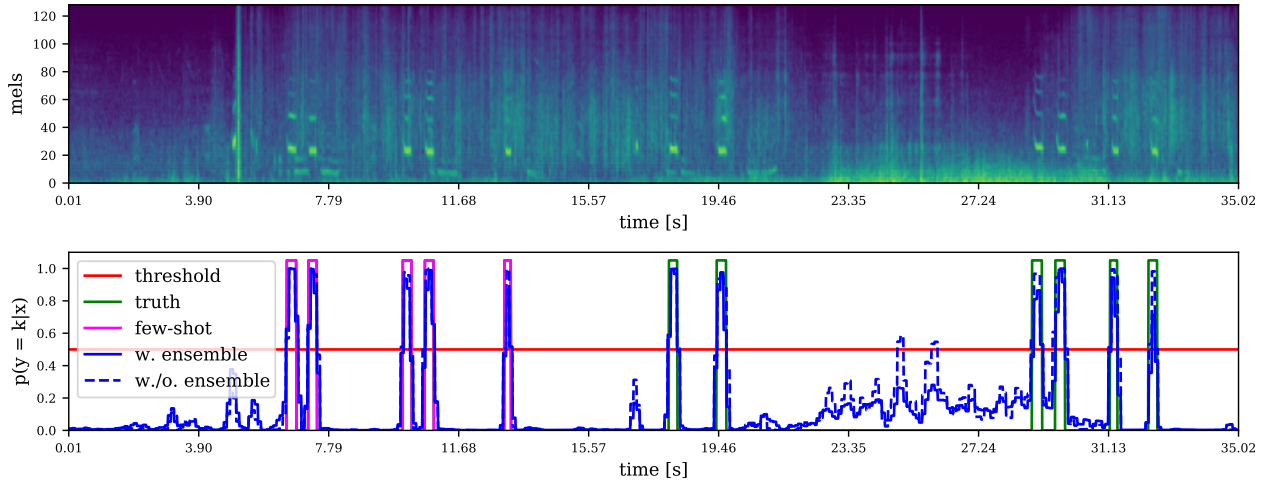 120
100
80
60
40
20
0
mels
0.01 3.90 7.79 11.68 15.57 19.46 23.35 27.24 31.13 35.02
time [s]
1.0
0.8
0.6
0.4
0.2
0.0
p(y = k|x)
threshold
truth
few-shot
w. ensemble
w./o. ensemble
0.01 3.90 7.79 11.68 15.57 19.46 23.35 27.24 31.13 35.02
time [s]